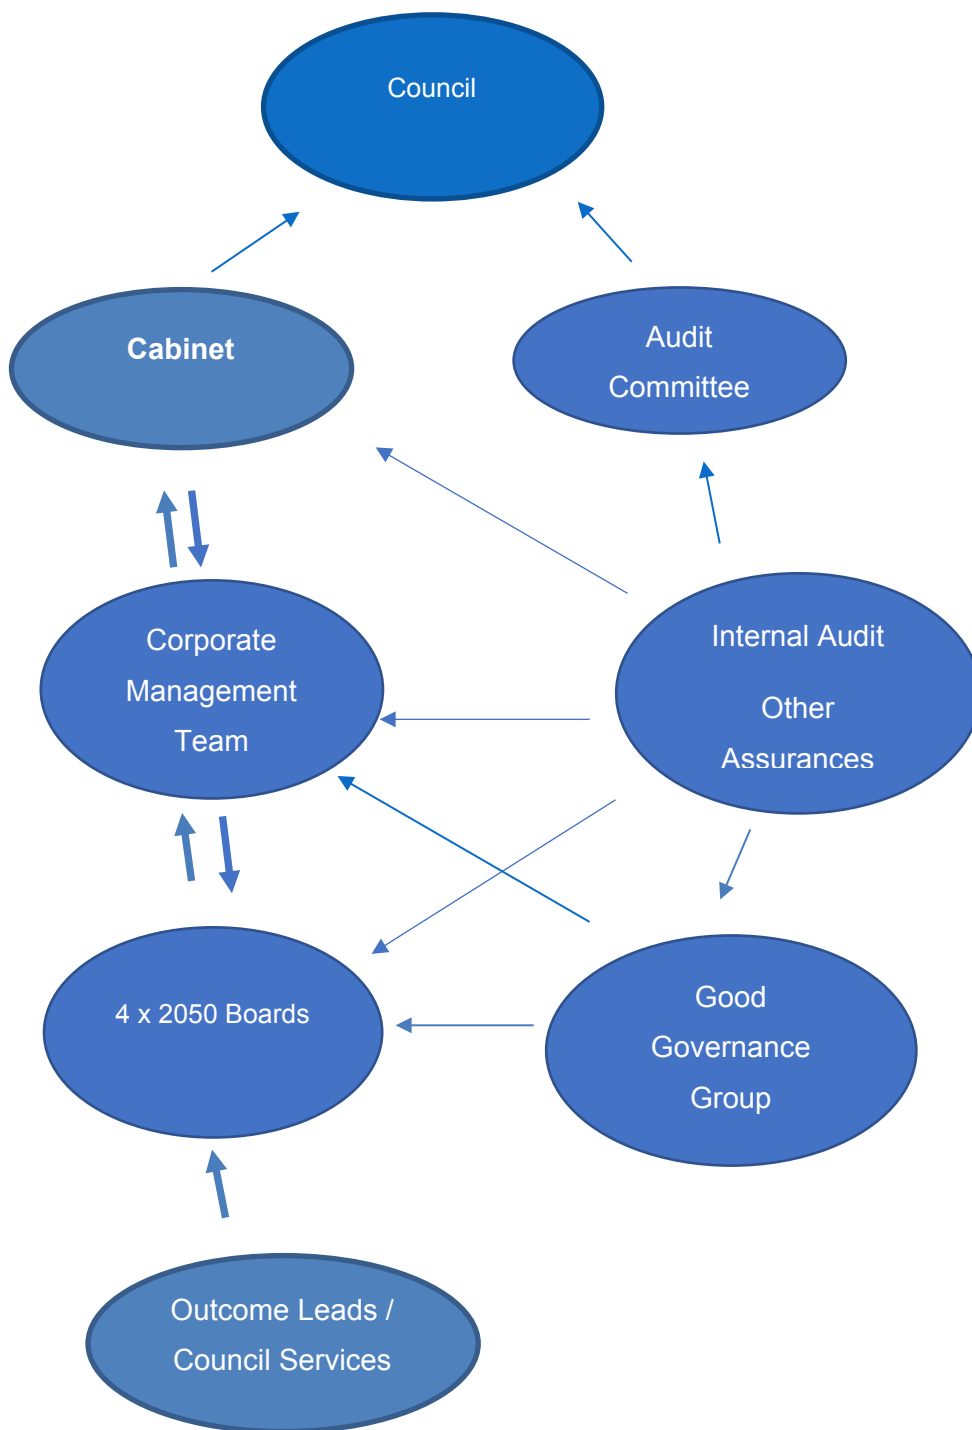 Council
Cabinet
Audit
Committee
Corporate
Management
Team
Internal Audit
Other
Assurances
4 x 2050 Boards
Good
Governance
Group
Outcome Leads /
Council Services